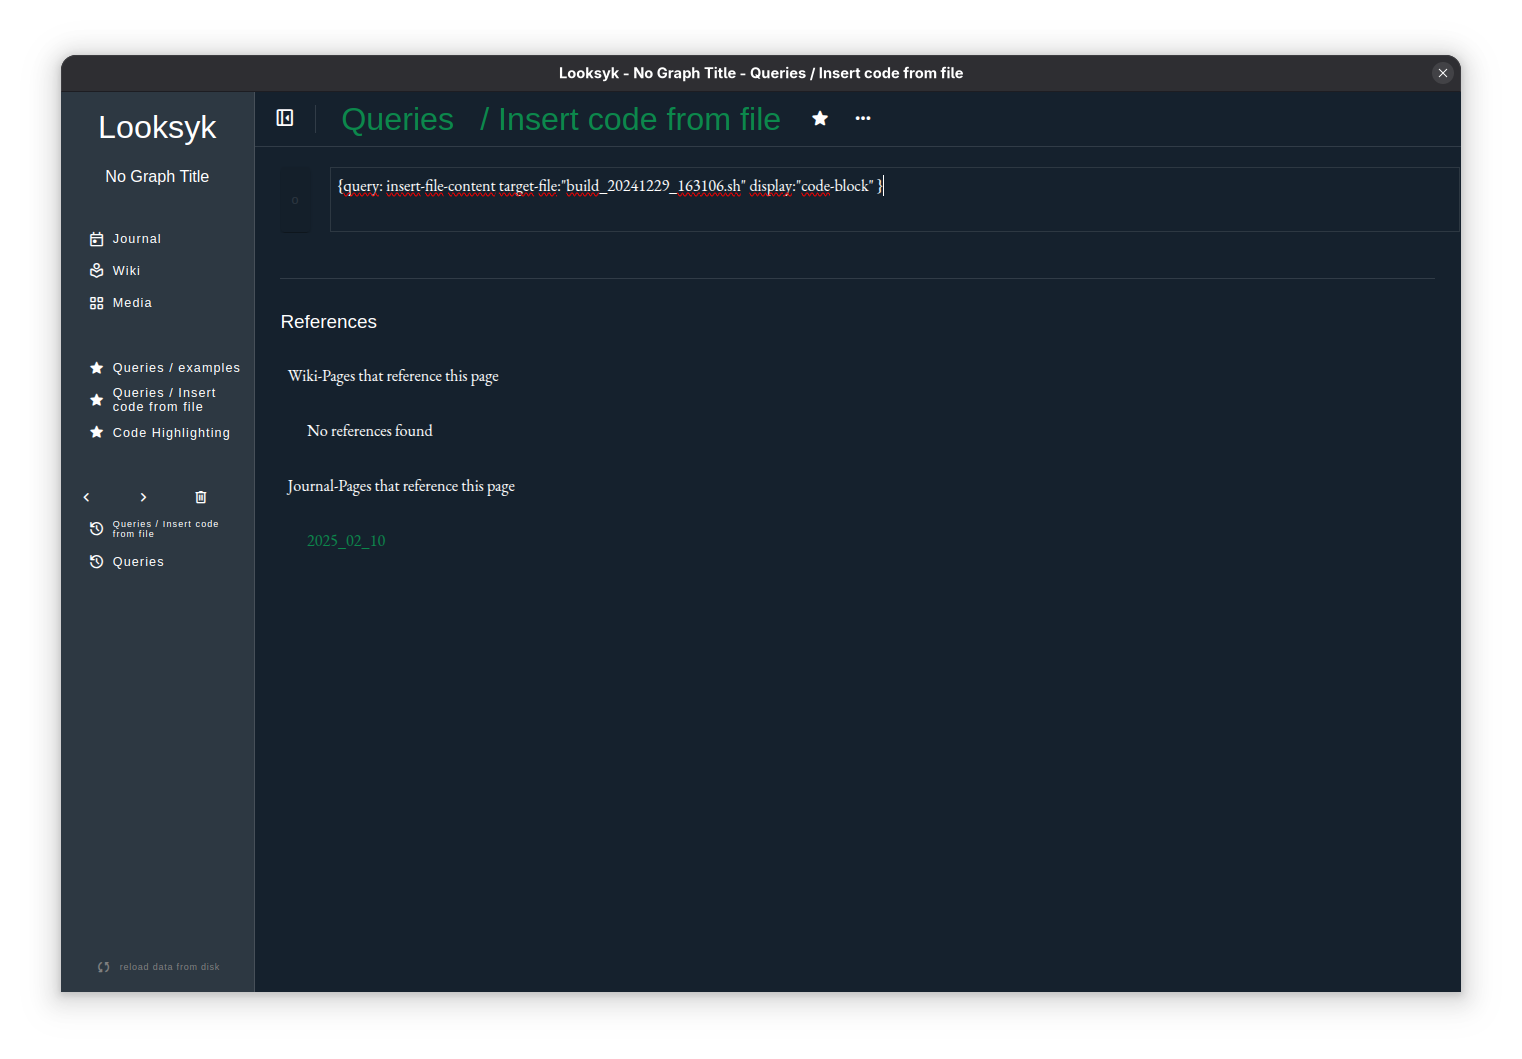 Looksyk - No Graph Title - Queries / Insert code from file
Looksyk
No Graph Title
Journal
Wiki
Media
Queries / examples
Queries / Insert
code from file
Code Highlighting
Queries / Insert code
from file
Queries
reload data from disk
Queries / Insert code from file
{query: insert-file-content target-file:"build_20241229_163106.sh" display:"code-block" }
References
Wiki-Pages that reference this page
No references found
Journal-Pages that reference this page
2025_02_10